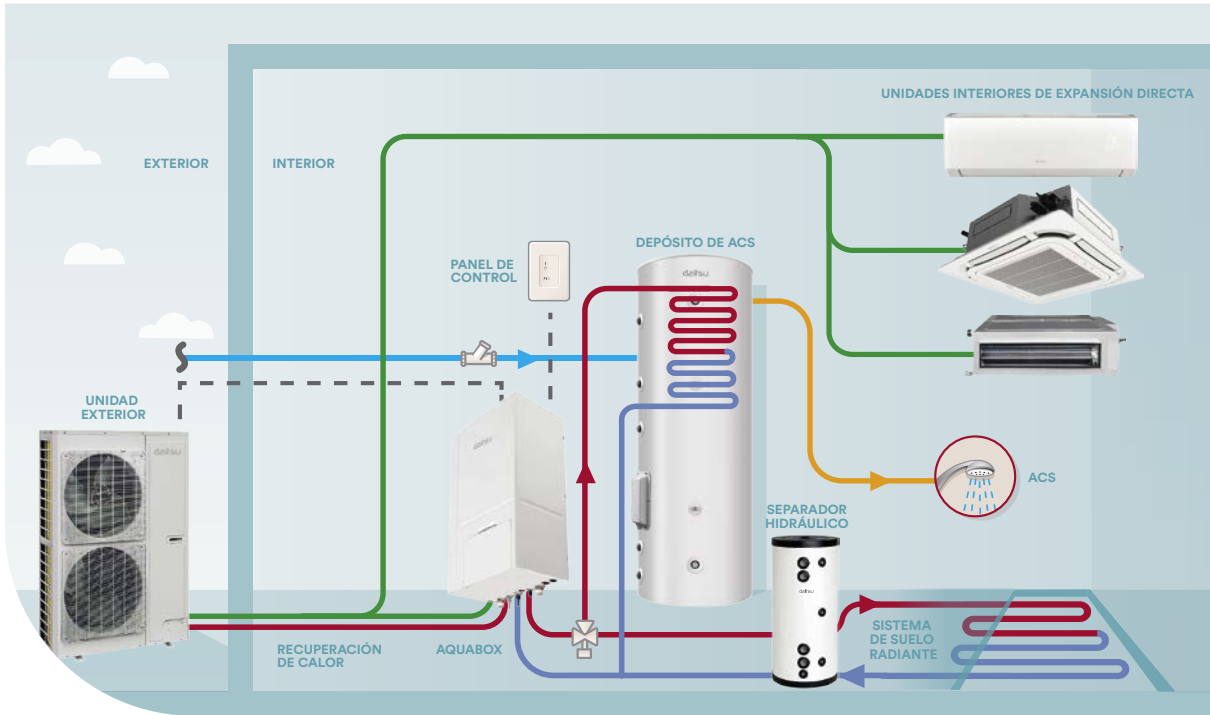 UNIDADES INTERIORES DE EXPANSIÓN DIRECTA
EXTERIOR
INTERIOR
DEPÓSITO DE ACS
daitsu
PANEL DE
CONTROL
UNIDAD
EXTERIOR
daitsu
daitsu
ACS
SEPARADOR
HIDRÁULICO
daitsu
SISTEMA
DE SUELO
RADIANTE
RECUPERACIÓN
DE CALOR
AQUABOX